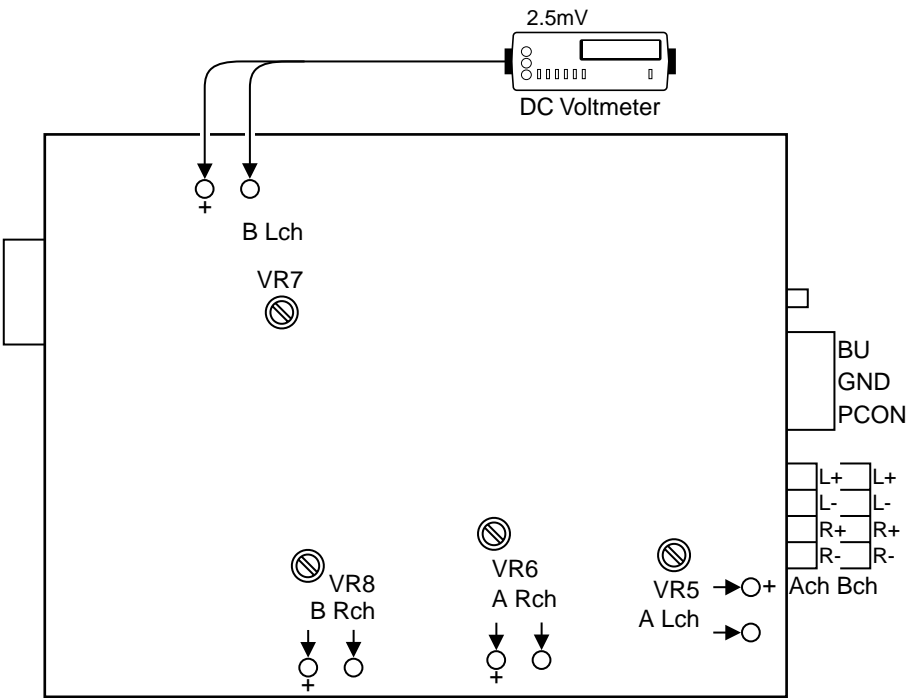 2.5mV
DC Voltmeter
+
B Lch
VR7
BU
GND
PCON
L+ L+
L- L-
R+ R+
R- R-
Ach Bch
VR8
B Rch
+
VR6
A Rch
+
VR5
+
A Lch